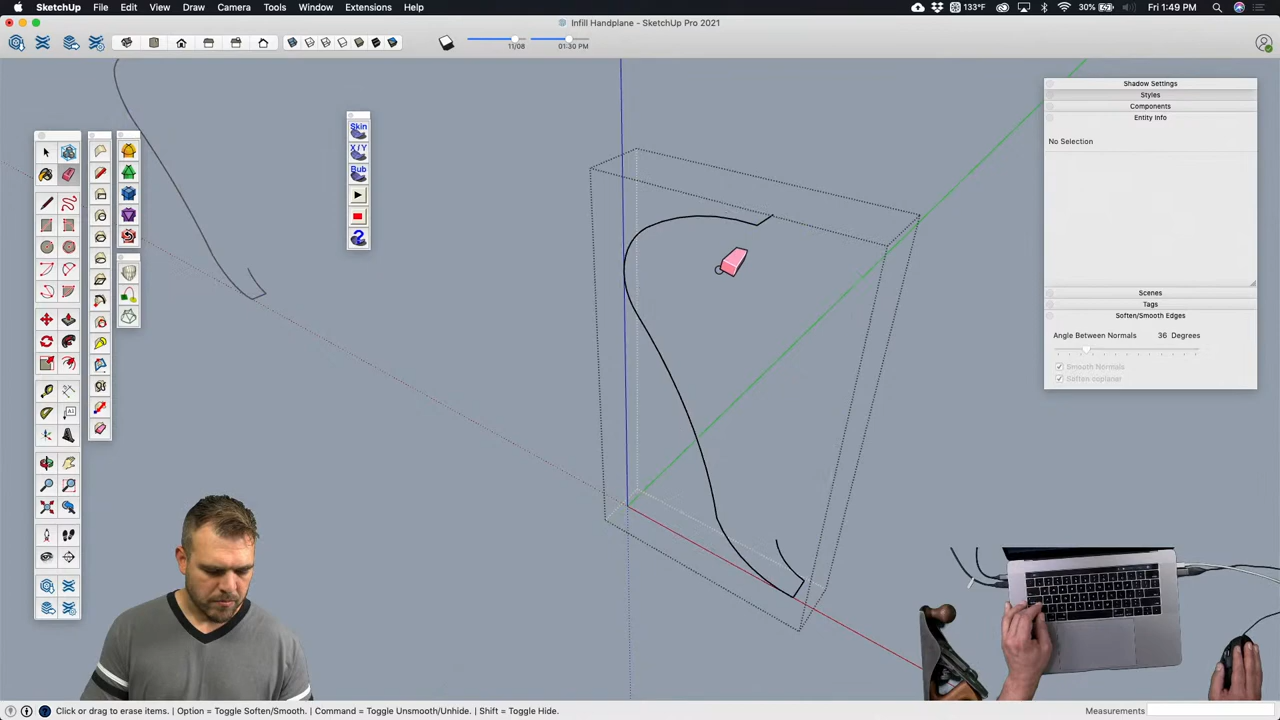 SketchUp File Edit View Draw Camera Tools Window Extensions Help 133°F 30% Fri 1:49 PM
Infill Handplane - SketchUp Pro 2021
11/08 01:30 PM
Shadow Settings
Styles
Components
Entity Info
No Selection
Skin
X/Y
Bub
?
A1
Scenes
Tags
Soften/Smooth Edges
Angle Between Normals 36 Degrees
Smooth Normals
Soften coplanar
Click or drag to erase items. | Option = Toggle Soften/Smooth. | Command = Toggle Unsmooth/Unhide. | Shift = Toggle Hide.
Measurements